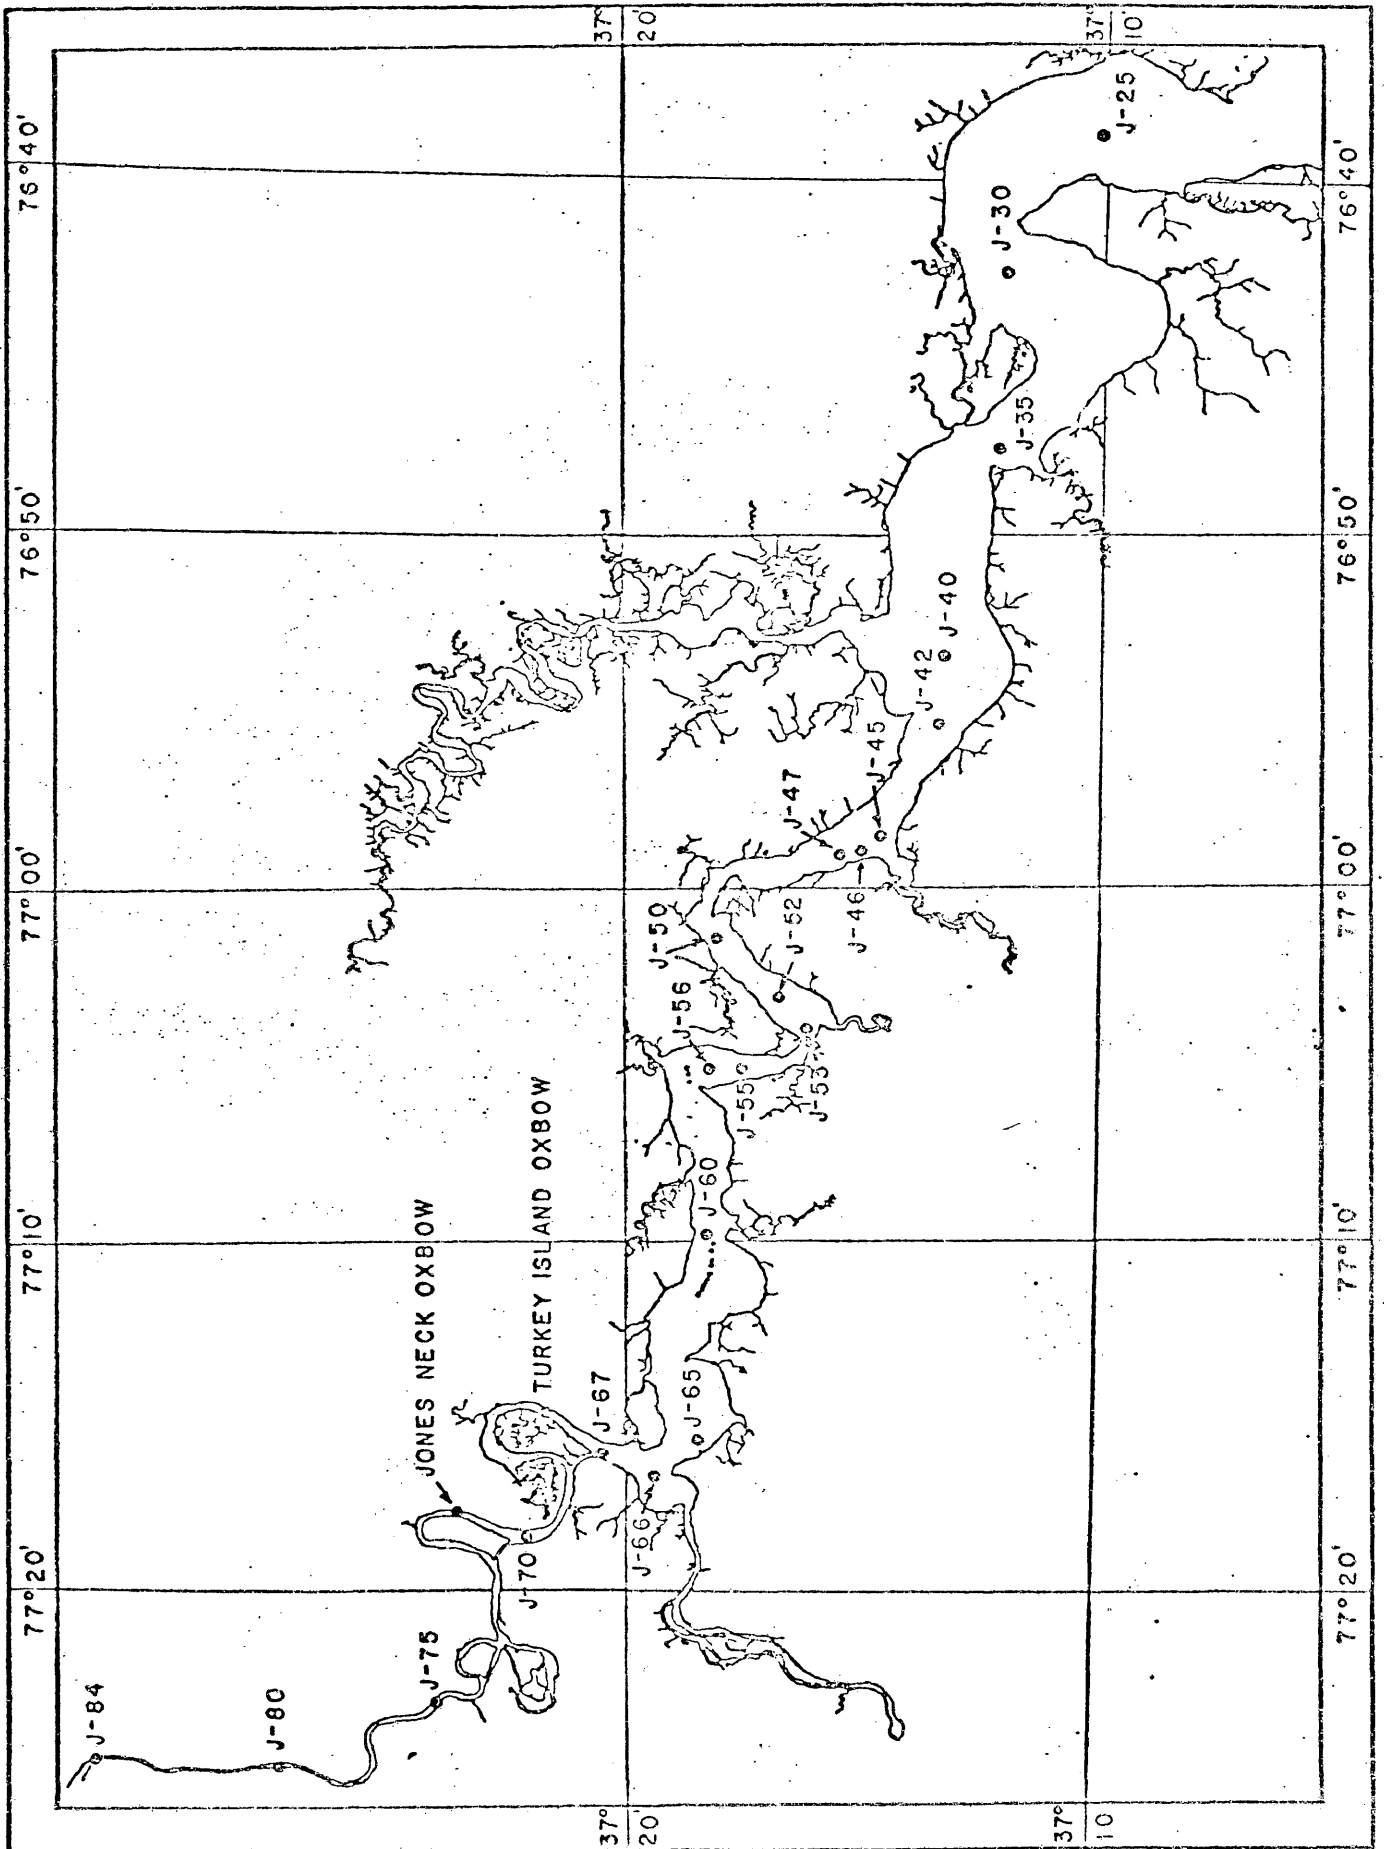 77° 20'
77° 10'
77° 00'
76° 50'
76° 40'
37°
20'
37°
10'
J-84
J-80
J-75
JONES NECK OXBOW
TURKEY ISLAND OXBOW
J-70
J-67
J-66
J-65
J-60
J-56
J-55
J-53
J-50
J-52
J-47
J-46
J-45
J-42
J-40
J-35
J-30
J-25
37°
20'
37°
10
77° 20'
77° 10'
77° 00'
76° 50'
76° 40'